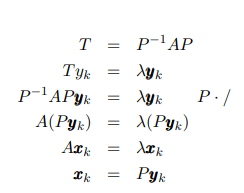 T = P⁻¹AP
Ty_k = λy_k
P⁻¹APy_k = λy_k P · /
A(Py_k) = λ(Py_k)
Ax_k = λx_k
x_k = Py_k